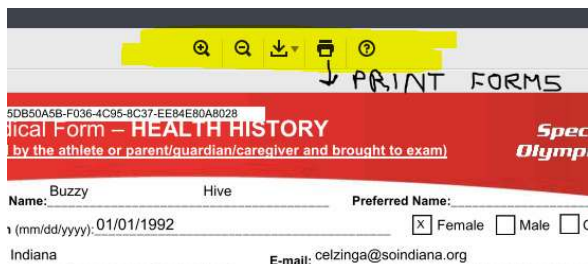 PRINT FORMS
5DB50A5B-F036-4C95-8C37-EE84E80A8028
dical Form – HEALTH HISTORY
by the athlete or parent/guardian/caregiver and brought to exam)
Spec
Olymp
Name: Buzzy Hive Preferred Name:
(mm/dd/yyyy): 01/01/1992 X Female Male
Indiana E-mail: celzinga@soindiana.org